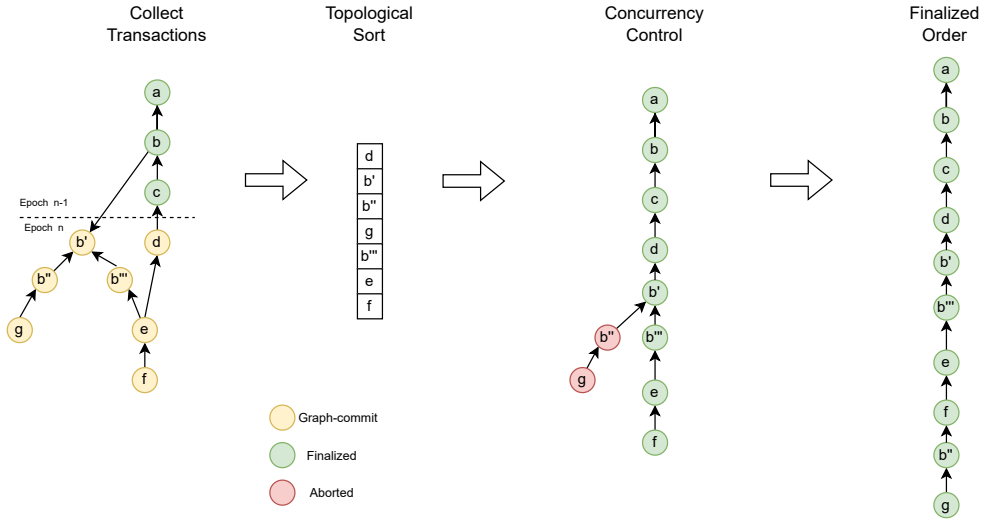 Collect
Transactions
Topological
Sort
Concurrency
Control
Finalized
Order
a
b
c
Epoch n-1
Epoch n
b'
d
b"
b'"
g
e
f
d
b'
b"
g
b'"
e
f
a
b
c
d
b'
b"
b'"
g
e
f
a
b
c
d
b'
b'"
e
f
b"
g
Graph-commit
Finalized
Aborted